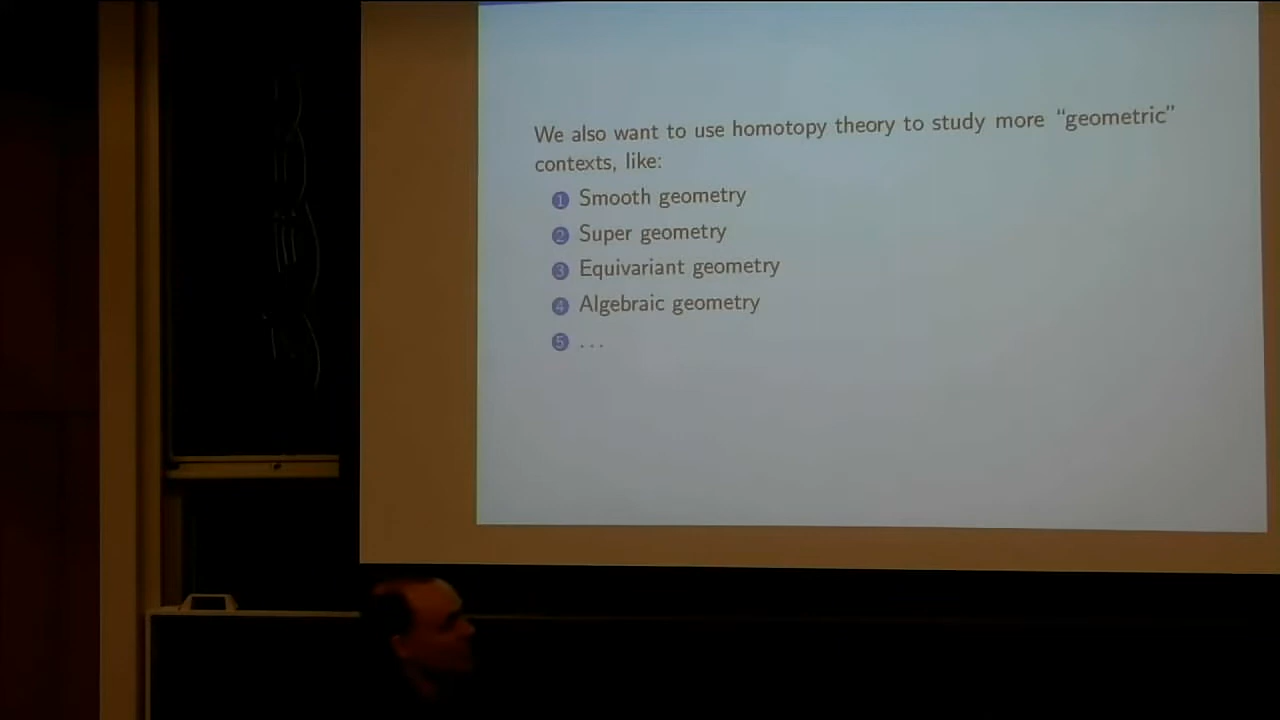 We also want to use homotopy theory to study more "geometric"
contexts, like:
1 Smooth geometry
2 Super geometry
3 Equivariant geometry
4 Algebraic geometry
5 ...